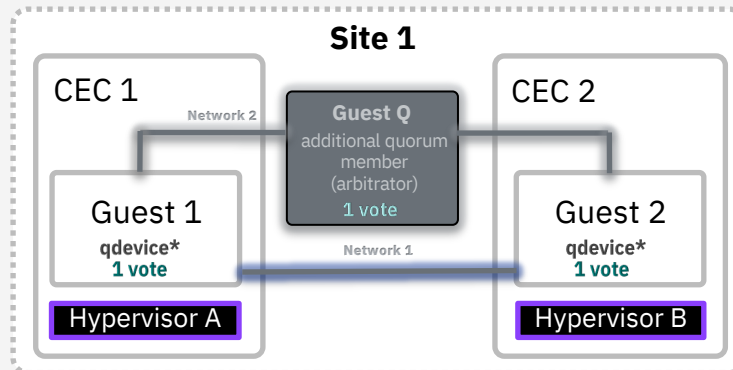 Site 1
CEC 1
CEC 2
Network 2
Guest Q
additional quorum
member
(arbitrator)
1 vote
Guest 1
qdevice*
1 vote
Network 1
Guest 2
qdevice*
1 vote
Hypervisor A
Hypervisor B